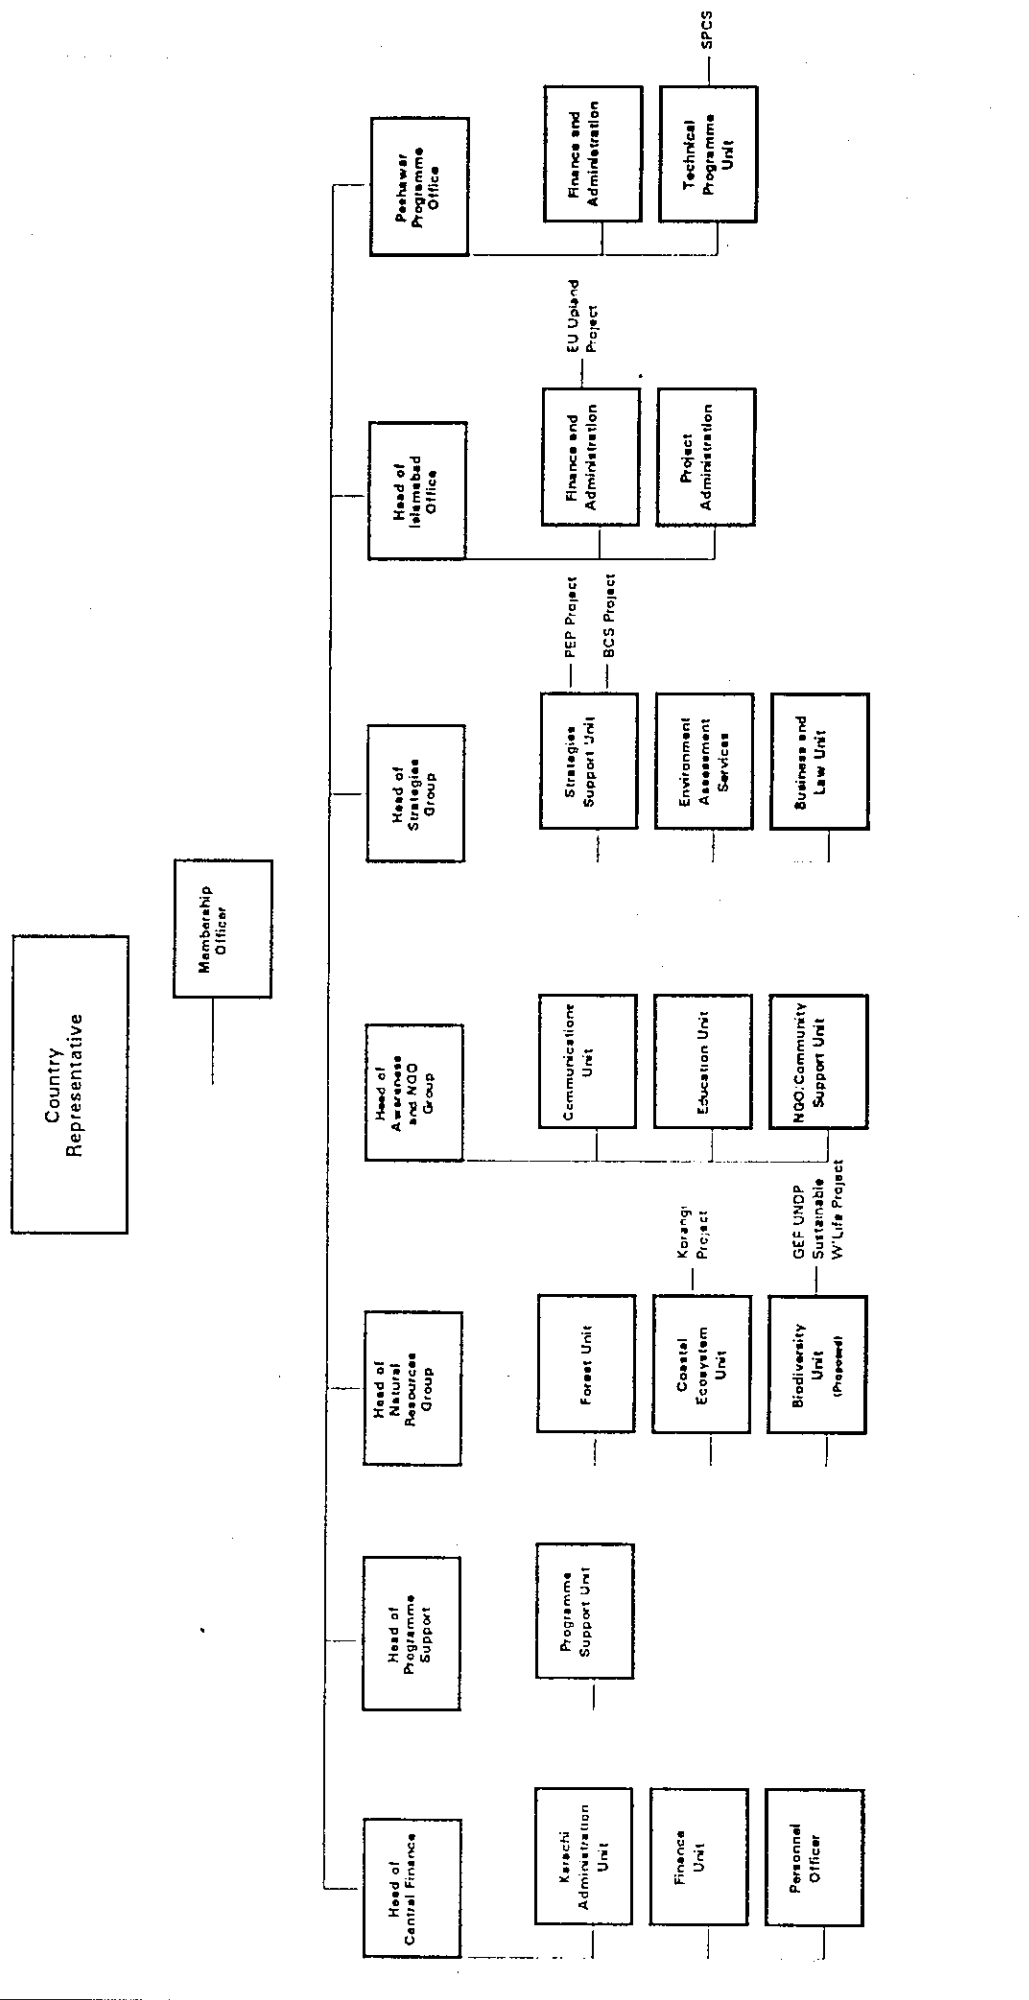 Country
Representative
Membership
Officer
Head of
Central Finance
Karachi
Administration
Unit
Finance
Unit
Personnel
Officer
Head of
Programme
Support
Programme
Support Unit
Head of
Natural
Resources
Group
Forest Unit
Coastal
Ecosystem
Unit
Korangi
Project
Biodiversity
Unit
(Proposed)
GEF UNDP
Sustainable
W'Life Project
Head of
Awareness
and NGO
Group
Communications
Unit
Education Unit
NGO/Community
Support Unit
Head of
Strategies
Group
Strategies
Support Unit
PEP Project
BCS Project
Environment
Assessment
Services
Business and
Law Unit
Head of
Islamabad
Office
Finance and
Administration
EU Upland
Project
Project
Administration
Peshawar
Programme
Office
Finance and
Administration
Technical
Programme
Unit
SPCS